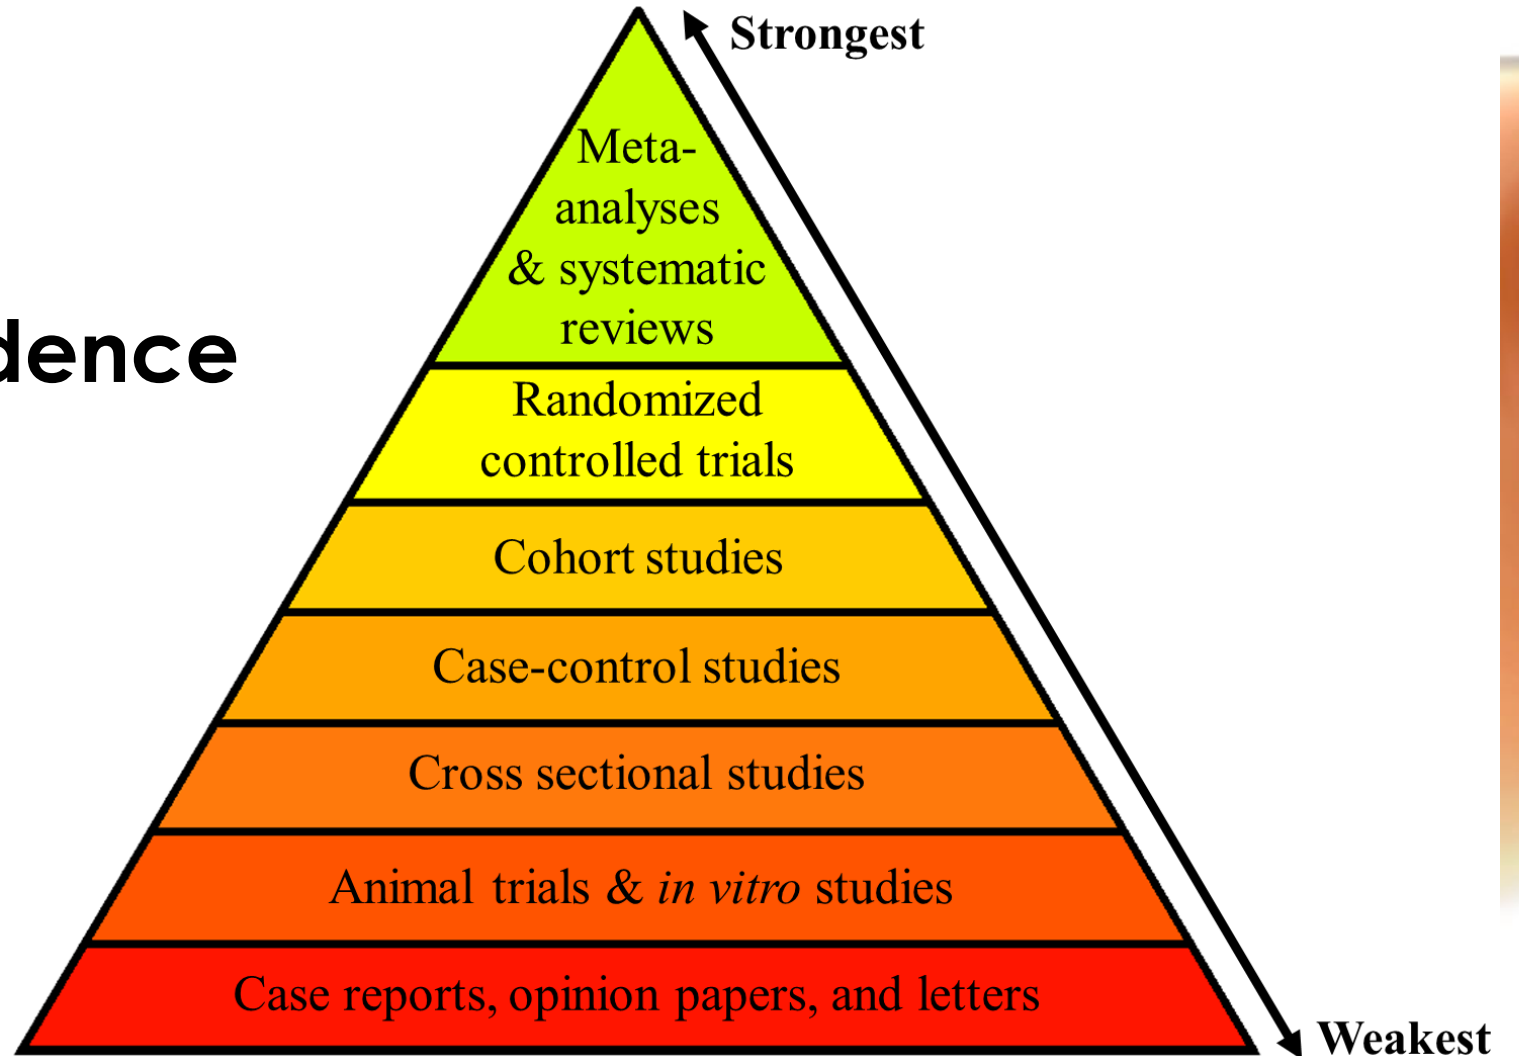 Strongest
Meta-
analyses
& systematic
reviews
dence
Randomized
controlled trials
Cohort studies
Case-control studies
Cross sectional studies
Animal trials & in vitro studies
Case reports, opinion papers, and letters
Weakest